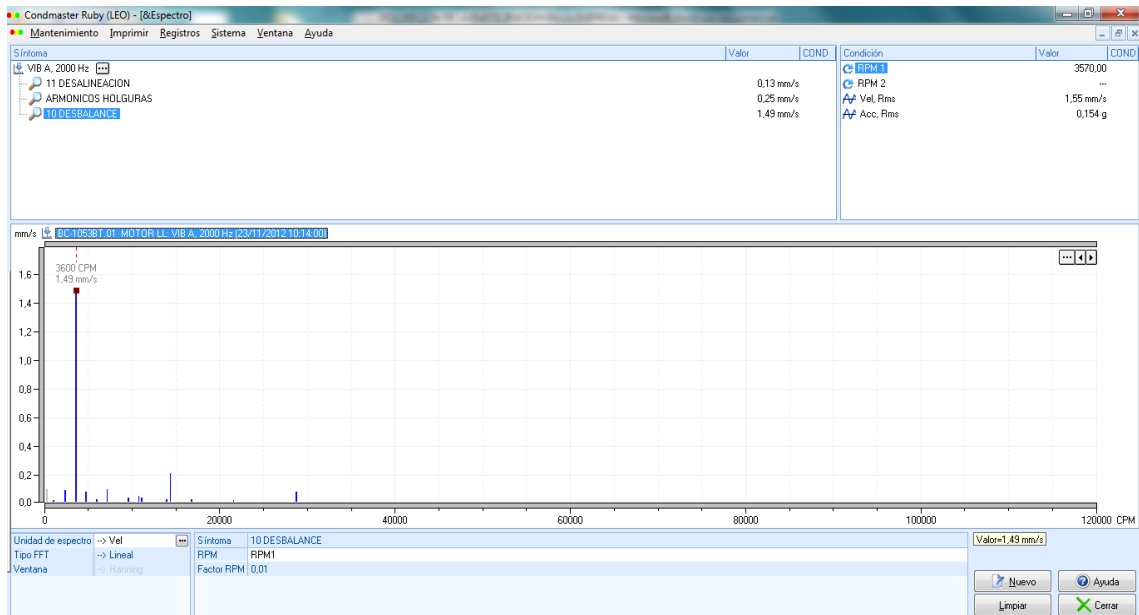 Condmaster Ruby (LEO) - [&Espectro]
Mantenimiento Imprimir Registros Sistema Ventana Ayuda
Síntoma Valor COND Condición Valor COND
VIB A, 2000 Hz ... RPM 1 3570,00
11 DESALINEACION 0,13 mm/s RPM 2 ---
ARMONICOS HOLGURAS 0,25 mm/s Vel, Rms 1,55 mm/s
10 DESBALANCE 1,49 mm/s Acc, Rms 0,154 g
mm/s BC-1053BT.01 MOTOR LL: VIB A, 2000 Hz (23/11/2012 10:14:00)
3600 CPM
1,49 mm/s
1,6
1,4
1,2
1,0
0,8
0,6
0,4
0,2
0,0
0 20000 40000 60000 80000 100000 120000 CPM
Unidad de espectro --> Vel ... Síntoma 10 DESBALANCE Valor=1,49 mm/s
Tipo FFT --> Lineal RPM RPM1
Ventana --> Hanning Factor RPM 0,01
Nuevo Ayuda
Limpiar Cerrar